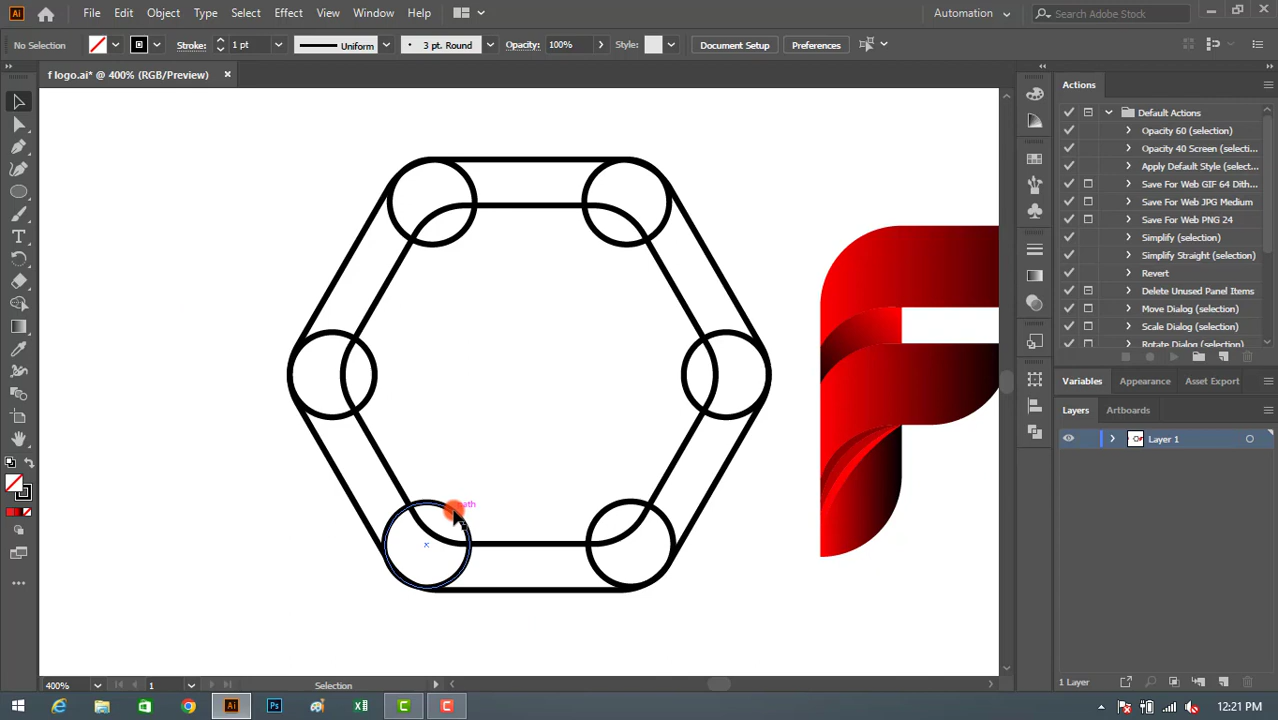 Ai File Edit Object Type Select Effect View Window Help Automation Search Adobe Stock
No Selection Stroke: 1 pt Uniform 3 pt. Round Opacity: 100% Style: Document Setup Preferences
f logo.ai* @ 400% (RGB/Preview)
Actions
Default Actions
Opacity 60 (selection)
Opacity 40 Screen (selecti...
Apply Default Style (select...
Save For Web GIF 64 Dith...
Save For Web JPG Medium
Save For Web PNG 24
Simplify (selection)
Simplify Straight (selection)
Revert
Delete Unused Panel Items
Move Dialog (selection)
Scale Dialog (selection)
Rotate Dialog (selection)
Variables Appearance Asset Export
Layers Artboards
Layer 1
1 Layer
400% 1 Selection
Ai Ps 12:21 PM